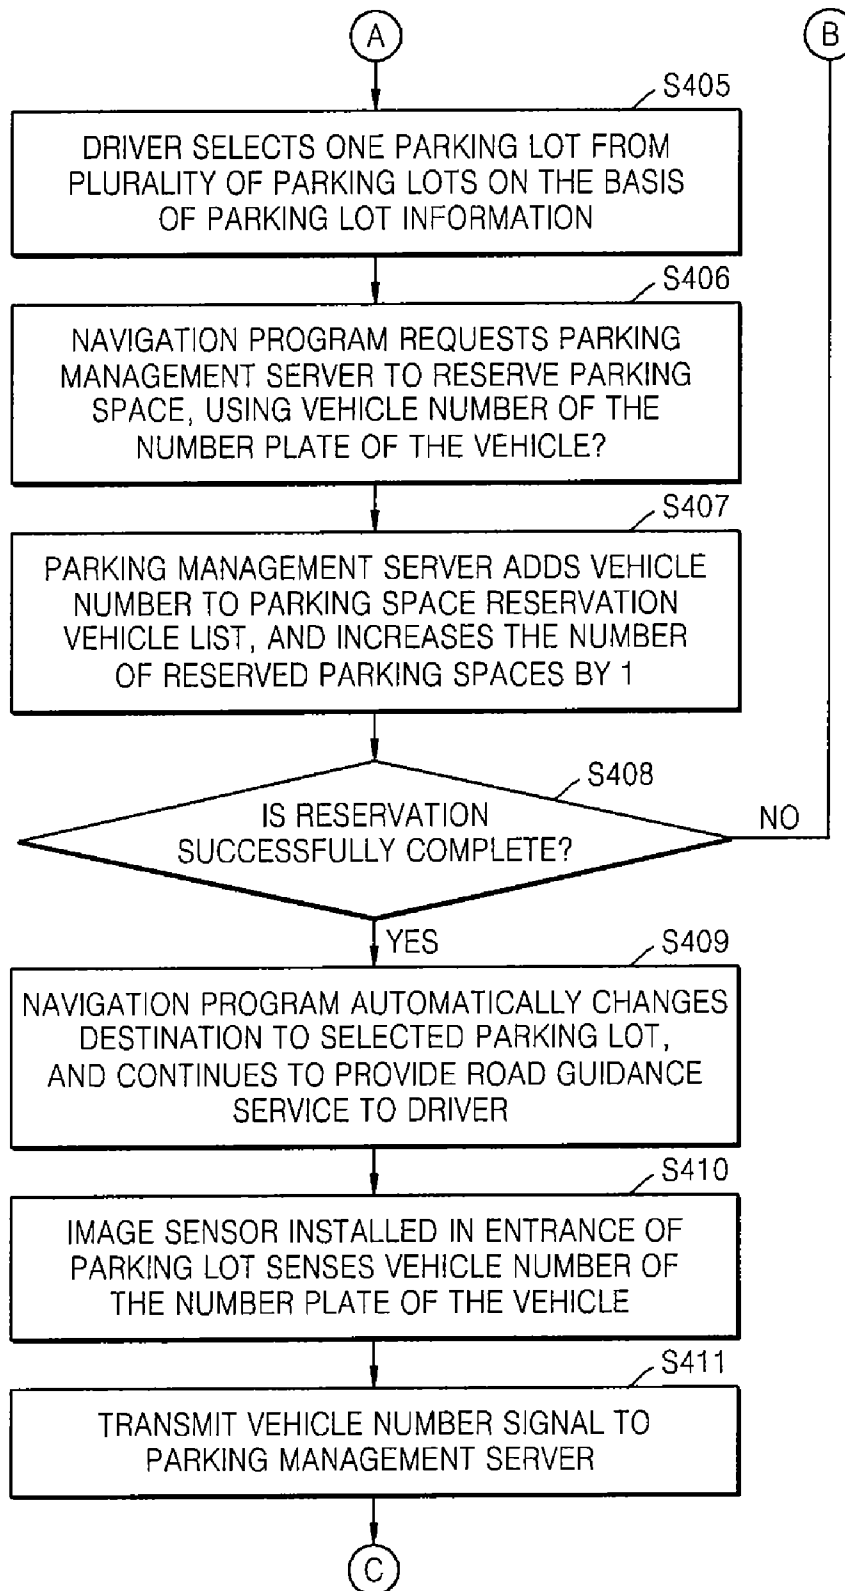 A
B
S405
DRIVER SELECTS ONE PARKING LOT FROM
PLURALITY OF PARKING LOTS ON THE BASIS
OF PARKING LOT INFORMATION
S406
NAVIGATION PROGRAM REQUESTS PARKING
MANAGEMENT SERVER TO RESERVE PARKING
SPACE, USING VEHICLE NUMBER OF THE
NUMBER PLATE OF THE VEHICLE?
S407
PARKING MANAGEMENT SERVER ADDS VEHICLE
NUMBER TO PARKING SPACE RESERVATION
VEHICLE LIST, AND INCREASES THE NUMBER
OF RESERVED PARKING SPACES BY 1
S408
IS RESERVATION
SUCCESSFULLY COMPLETE?
NO
YES
S409
NAVIGATION PROGRAM AUTOMATICALLY CHANGES
DESTINATION TO SELECTED PARKING LOT,
AND CONTINUES TO PROVIDE ROAD GUIDANCE
SERVICE TO DRIVER
S410
IMAGE SENSOR INSTALLED IN ENTRANCE OF
PARKING LOT SENSES VEHICLE NUMBER OF
THE NUMBER PLATE OF THE VEHICLE
S411
TRANSMIT VEHICLE NUMBER SIGNAL TO
PARKING MANAGEMENT SERVER
C